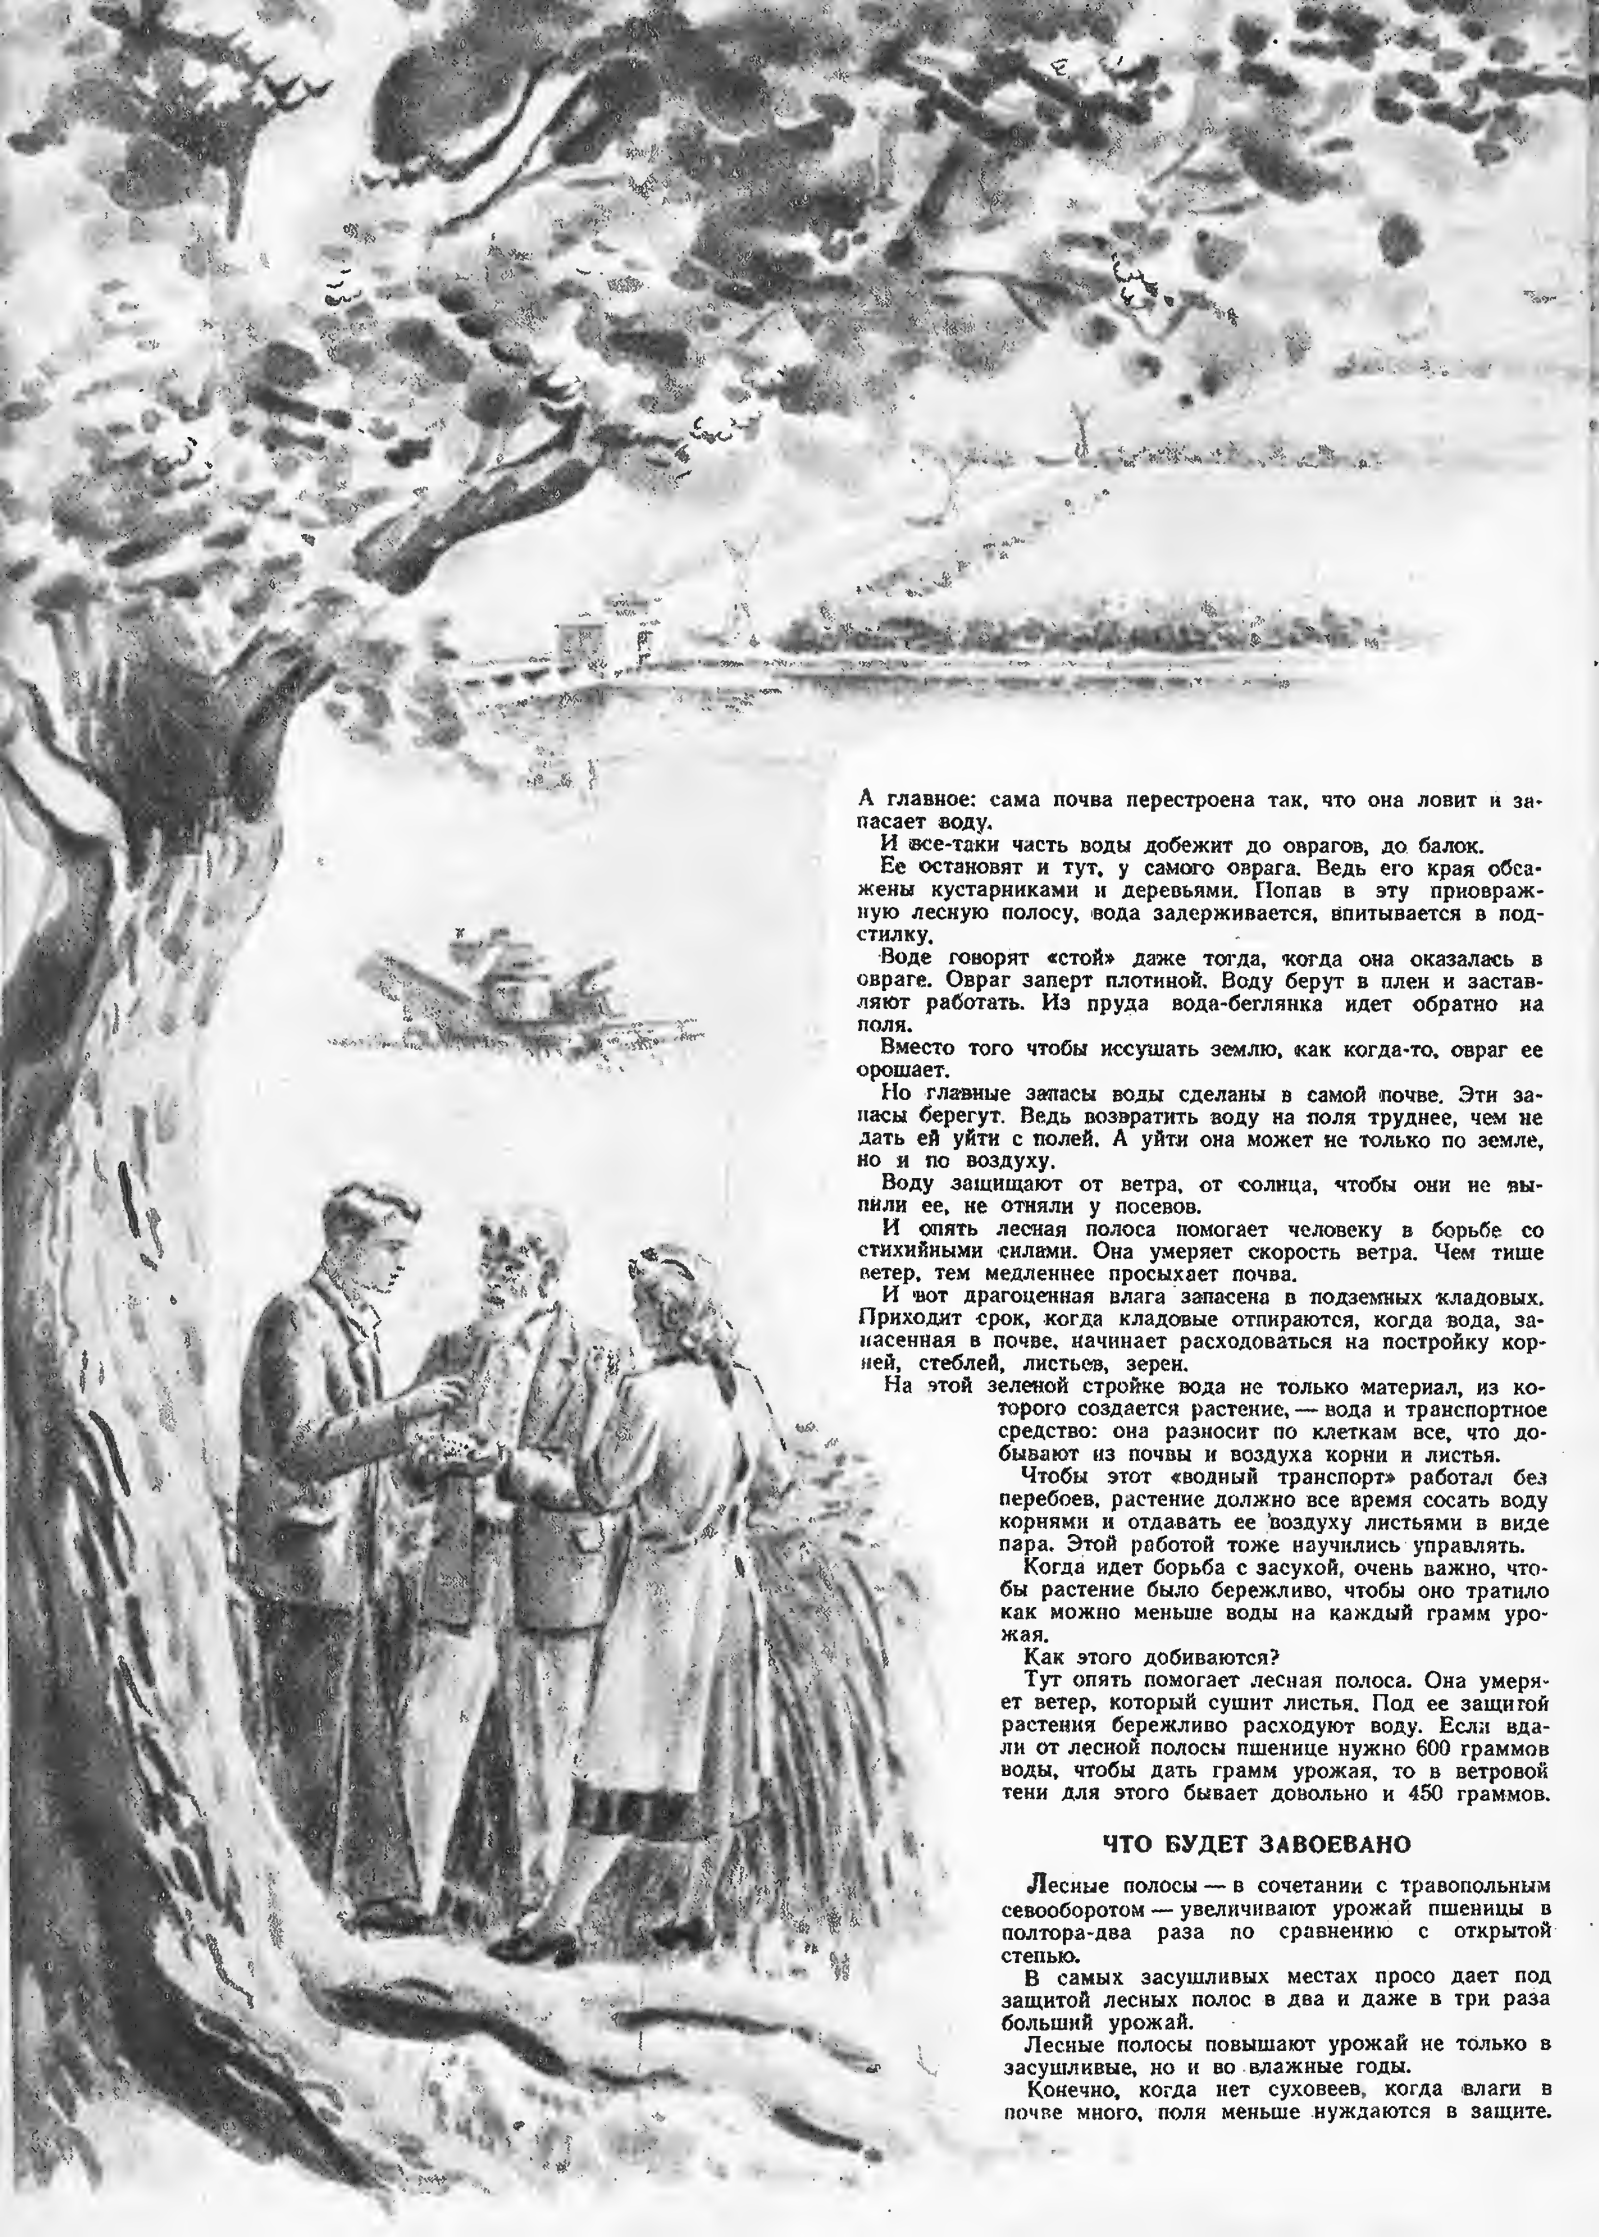 А главное: сама почва перестроена так, что она ловит и за-
пасает воду.
И все-таки часть воды добежит до оврагов, до балок.
Ее остановят и тут, у самого оврага. Ведь его края обса-
жены кустарниками и деревьями. Попав в эту приовраж-
ную лесную полосу, вода задерживается, впитывается в под-
стилку.
Воде говорят «стой» даже тогда, когда она оказалась в
овраге. Овраг заперт плотиной. Воду берут в плен и застав-
ляют работать. Из пруда вода-беглянка идет обратно на
поля.
Вместо того чтобы иссушать землю, как когда-то, овраг ее
орошает.
Но главные запасы воды сделаны в самой почве. Эти за-
пасы берегут. Ведь возвратить воду на поля труднее, чем не
дать ей уйти с полей. А уйти она может не только по земле,
но и по воздуху.
Воду защищают от ветра, от солнца, чтобы они не вы-
пили ее, не отняли у посевов.
И опять лесная полоса помогает человеку в борьбе со
стихийными силами. Она умеряет скорость ветра. Чем тише
ветер, тем медленнее просыхает почва.
И вот драгоценная влага запасена в подземных кладовых.
Приходит срок, когда кладовые отпираются, когда вода, за-
пасенная в почве, начинает расходоваться на постройку кор-
ней, стеблей, листьев, зерен.
На этой зеленой стройке вода не только материал, из ко-
торого создается растение, — вода и транспортное
средство: она разносит по клеткам все, что до-
бывают из почвы и воздуха корни и листья.
Чтобы этот «водный транспорт» работал без
перебоев, растение должно все время сосать воду
корнями и отдавать ее воздуху листьями в виде
пара. Этой работой тоже научились управлять.
Когда идет борьба с засухой, очень важно, что-
бы растение было бережливо, чтобы оно тратило
как можно меньше воды на каждый грамм уро-
жая.
Как этого добиваются?
Тут опять помогает лесная полоса. Она умеря-
ет ветер, который сушит листья. Под ее защитой
растения бережливо расходуют воду. Если вда-
ли от лесной полосы пшенице нужно 600 граммов
воды, чтобы дать грамм урожая, то в ветровой
тени для этого бывает довольно и 450 граммов.
ЧТО БУДЕТ ЗАВОЕВАНО
Лесные полосы — в сочетании с травопольным
севооборотом — увеличивают урожай пшеницы в
полтора-два раза по сравнению с открытой
степью.
В самых засушливых местах просо дает под
защитой лесных полос в два и даже в три раза
больший урожай.
Лесные полосы повышают урожай не только в
засушливые, но и во влажные годы.
Конечно, когда нет суховеев, когда влаги в
почве много, поля меньше нуждаются в защите.